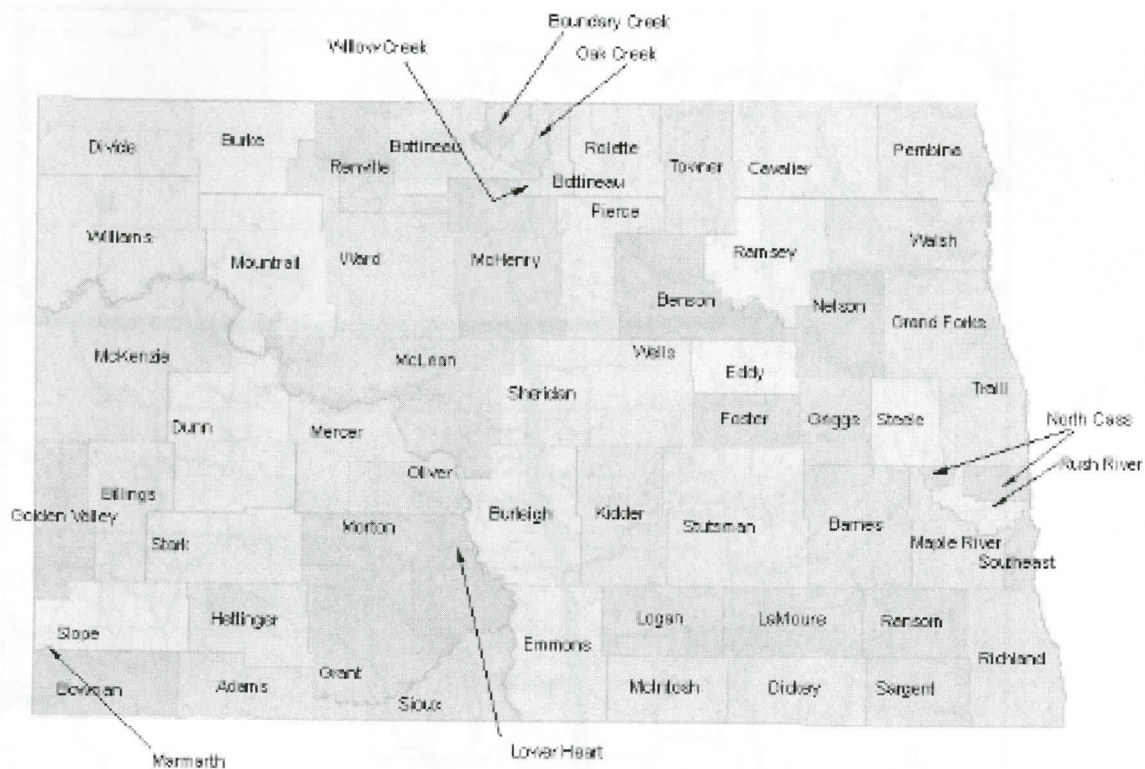 Boundary Creek
Willow Creek
Oak Creek
Divide
Burke
Renville
Bottineau
Rolette
Towner
Cavalier
Pembina
Bottineau
Pierce
Williams
Mountrail
Ward
McHenry
Ramsey
Walsh
Benson
Nelson
Grand Forks
McKenzie
McLean
Wells
Eddy
Sheridan
Traill
Dunn
Mercer
Foster
Griggs
Steele
North Cass
Oliver
Rush River
Billings
Golden Valley
Burleigh
Kidder
Stutsman
Barnes
Morton
Stark
Maple River
Southeast
Slope
Hettinger
Logan
LaMoure
Ransom
Emmons
Richland
Bowman
Adams
Grant
Sioux
McIntosh
Dickey
Sargent
Marmarth
Lower Heart